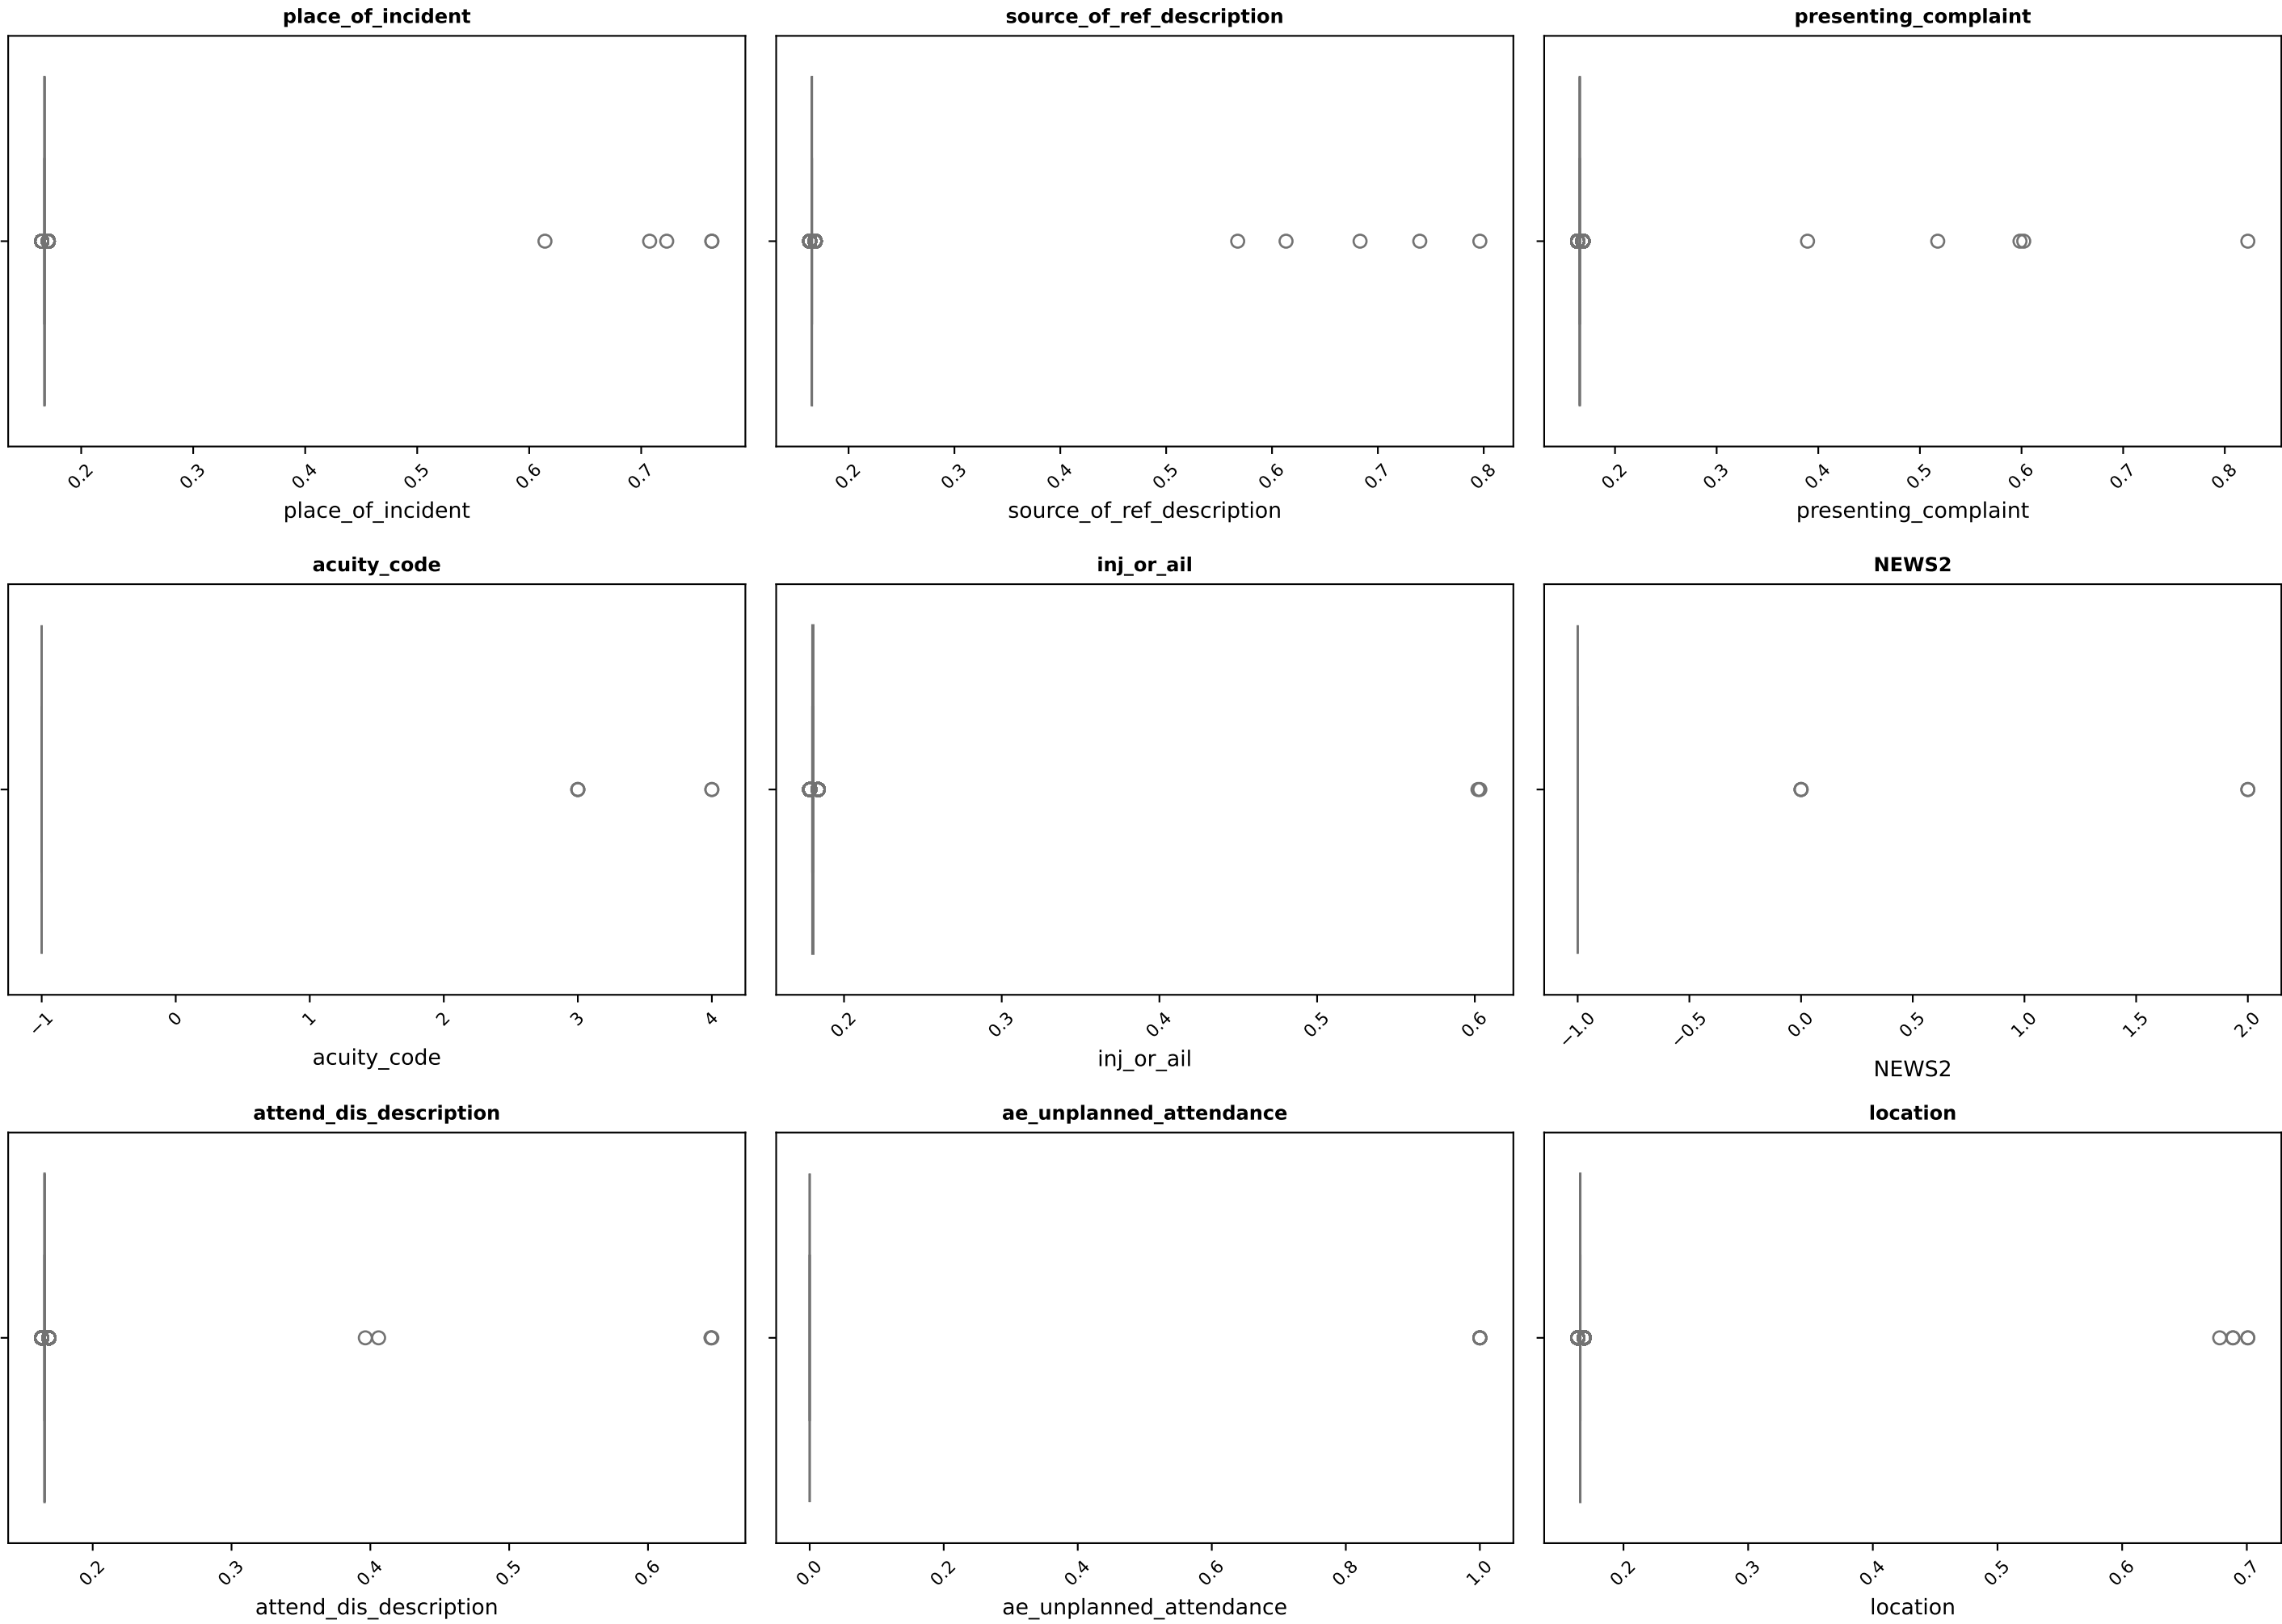 place_of_incident
source_of_ref_description
presenting_complaint
0.2 0.3 0.4 0.5 0.6 0.7
0.2 0.3 0.4 0.5 0.6 0.7 0.8
0.2 0.3 0.4 0.5 0.6 0.7 0.8
place_of_incident
source_of_ref_description
presenting_complaint
acuity_code
inj_or_ail
NEWS2
−1 0 1 2 3 4
0.2 0.3 0.4 0.5 0.6
−1.0 −0.5 0.0 0.5 1.0 1.5 2.0
acuity_code
inj_or_ail
NEWS2
attend_dis_description
ae_unplanned_attendance
location
0.2 0.3 0.4 0.5 0.6
0.0 0.2 0.4 0.6 0.8 1.0
0.2 0.3 0.4 0.5 0.6 0.7
attend_dis_description
ae_unplanned_attendance
location